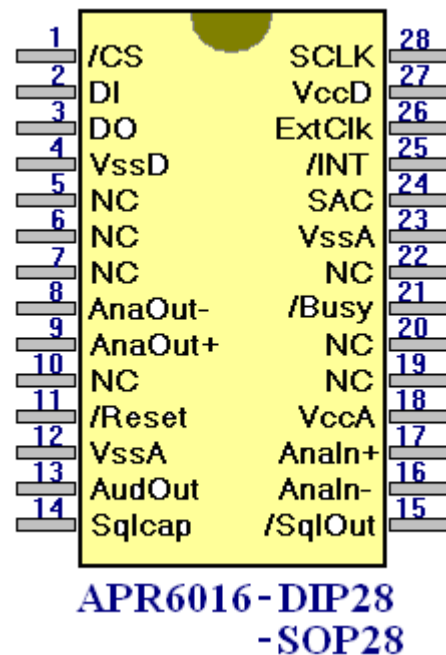 1 /CS SCLK 28
2 DI VccD 27
3 DO ExtClk 26
4 VssD /INT 25
5 NC SAC 24
6 NC VssA 23
7 NC NC 22
8 AnaOut- /Busy 21
9 AnaOut+ NC 20
10 NC NC 19
11 /Reset VccA 18
12 VssA AnaIn+ 17
13 AudOut AnaIn- 16
14 Sqlcap /SqlOut 15
APR6016-DIP28
-SOP28